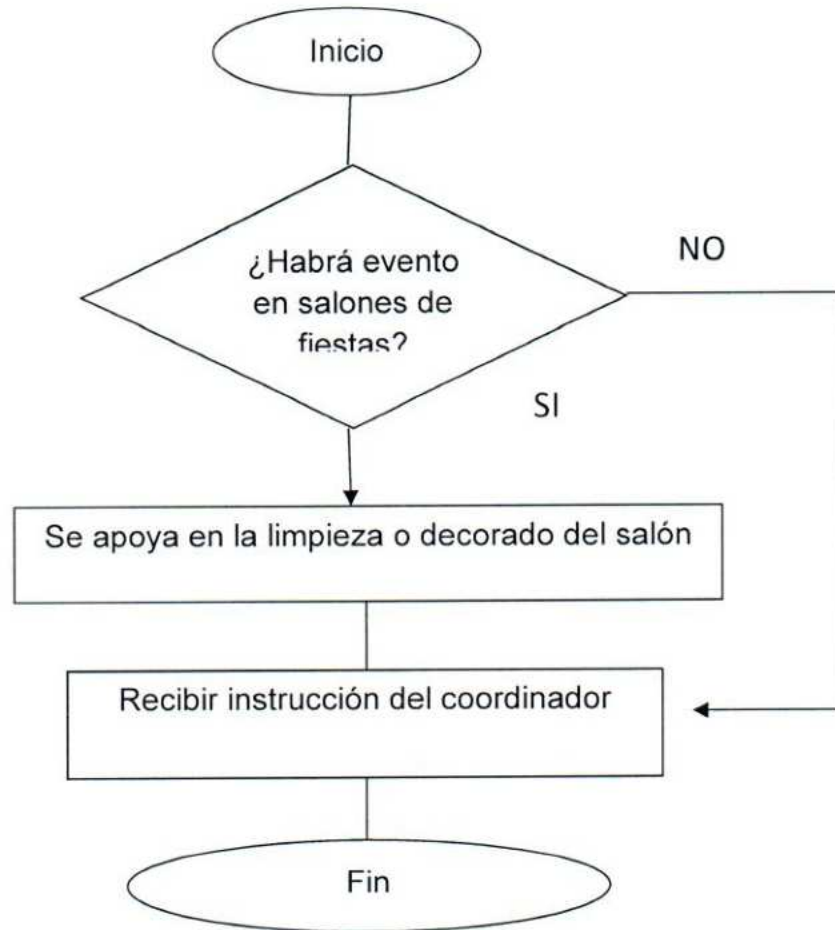 Inicio
¿Habrá evento
en salones de
fiestas?
NO
SI
Se apoya en la limpieza o decorado del salón
Recibir instrucción del coordinador
Fin